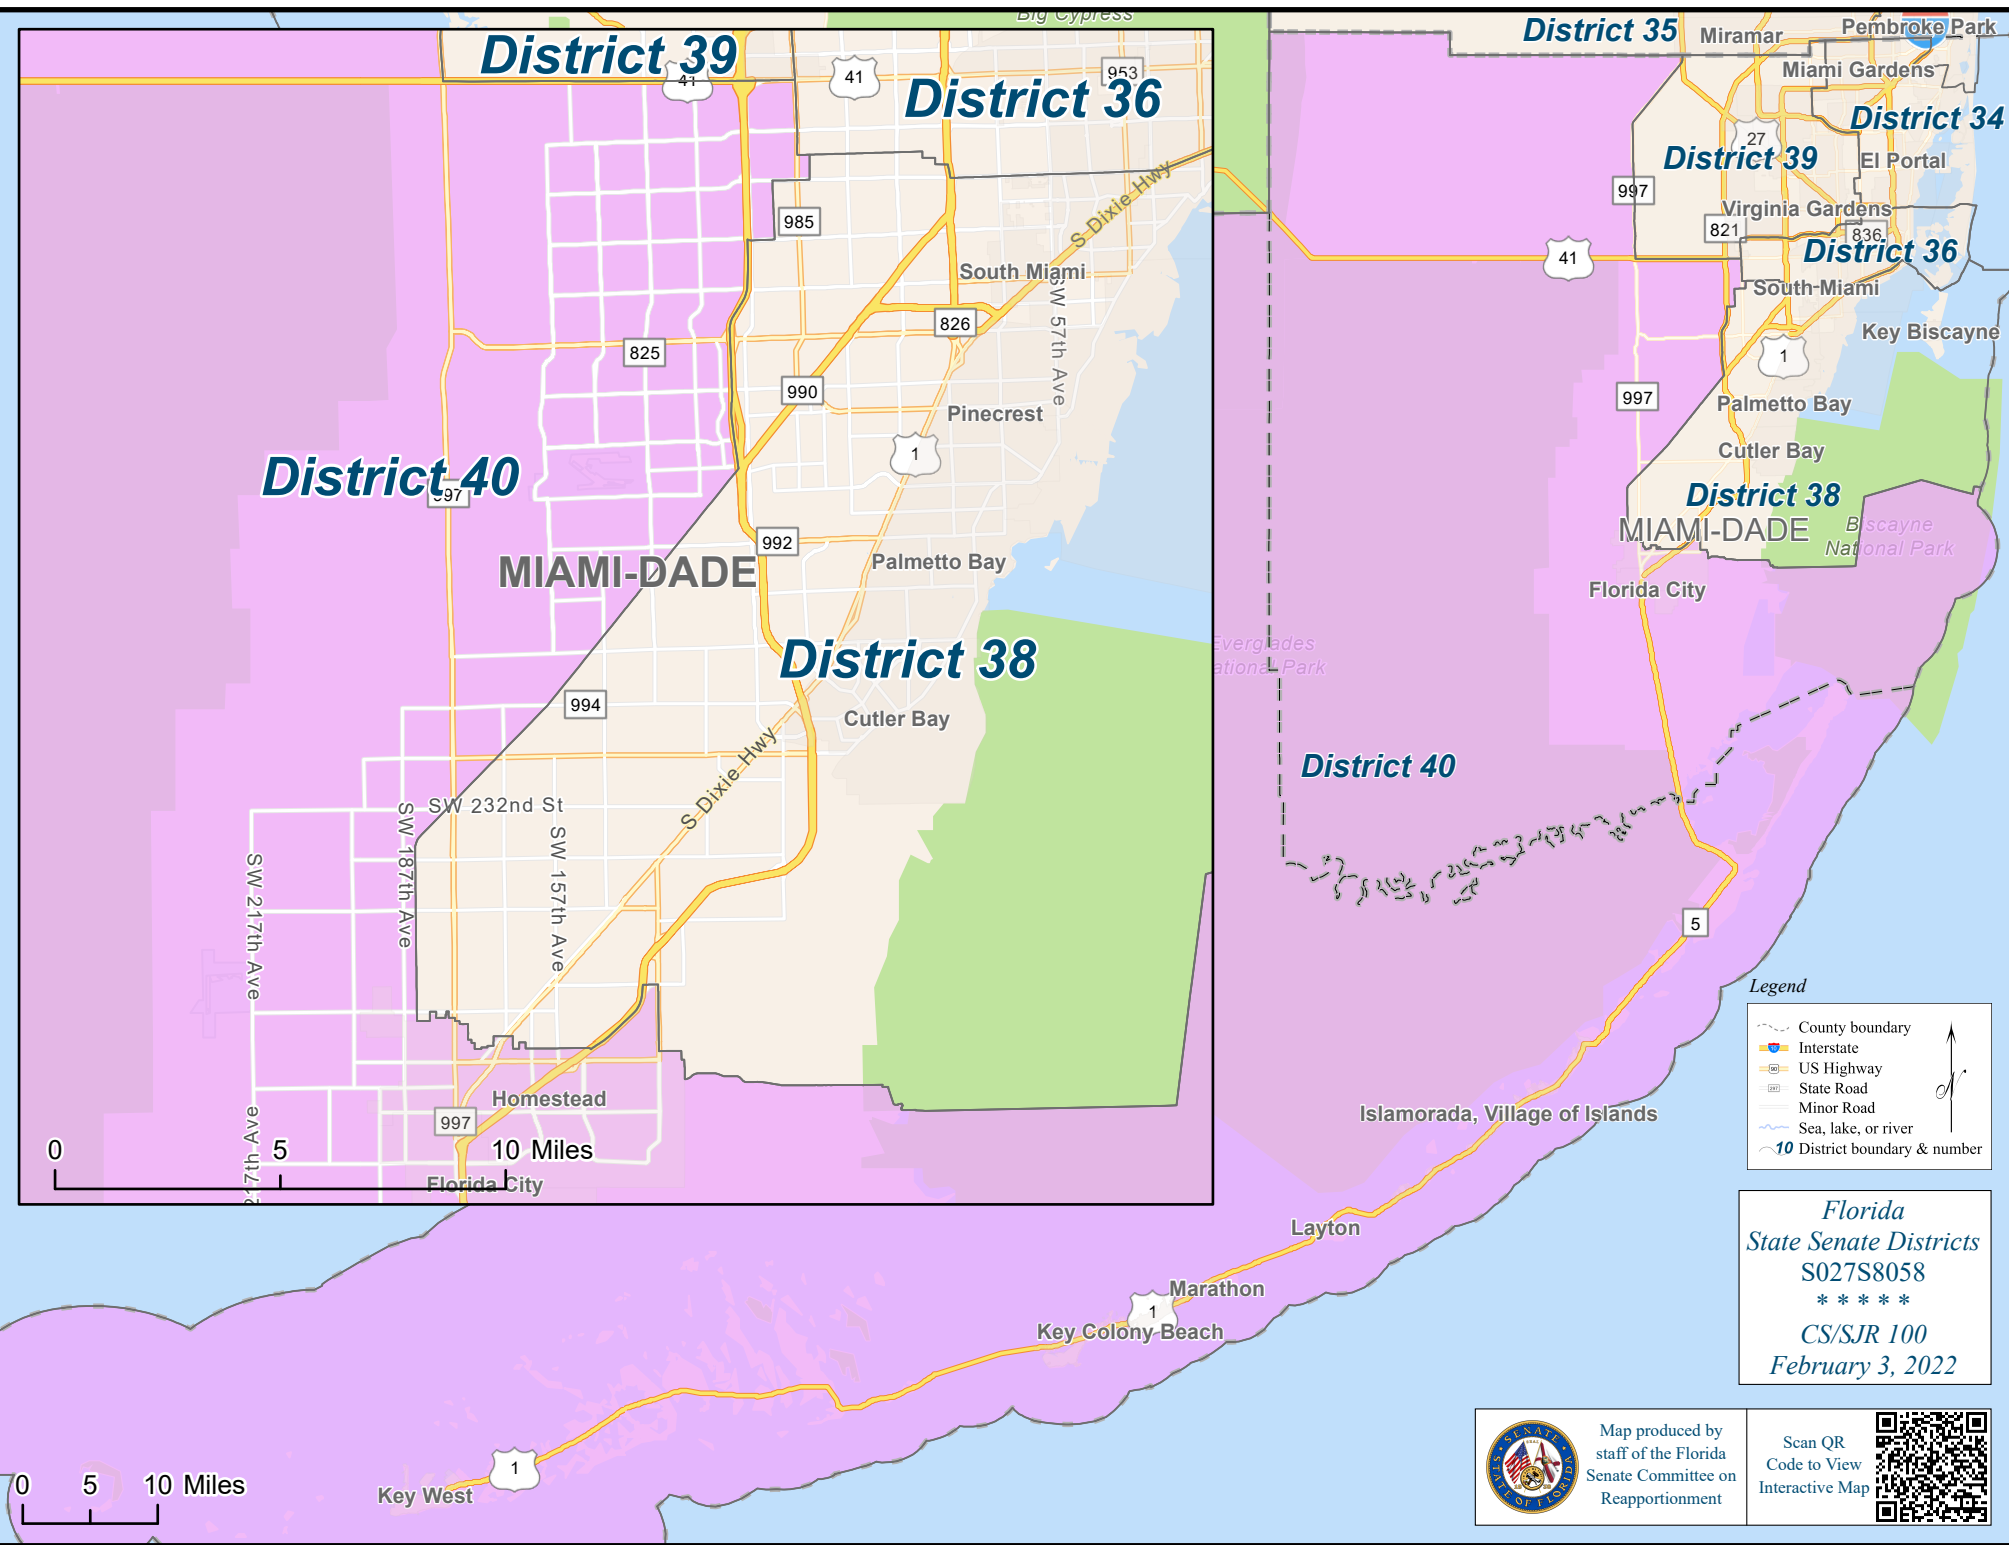 Big Cypress
District 39
41
41
953
District 36
985
S Dixie Hwy
South Miami
SW 57th Ave
826
825
990
Pinecrest
1
District 40
997
992
MIAMI-DADE
Palmetto Bay
District 38
994
Cutler Bay
S Dixie Hwy
SW 232nd St
SW 187th Ave
SW 157th Ave
SW 217th Ave
Homestead
997
217th Ave
0 5 10 Miles
Florida City
District 35
Miramar
Pembroke Park
Miami Gardens
District 34
27
District 39
El Portal
997
Virginia Gardens
821
836
District 36
41
South Miami
Key Biscayne
1
997
Palmetto Bay
Cutler Bay
District 38
MIAMI-DADE
Biscayne
National Park
Florida City
Everglades
National Park
District 40
5
Islamorada, Village of Islands
Layton
Marathon
1
Key Colony Beach
1
Key West
0 5 10 Miles
Legend
County boundary
Interstate
US Highway
State Road
Minor Road
Sea, lake, or river
10 District boundary & number
N
Florida
State Senate Districts
S027S8058
* * * * *
CS/SJR 100
February 3, 2022
SENATE
STATE OF FLORIDA
Map produced by
staff of the Florida
Senate Committee on
Reapportionment
Scan QR
Code to View
Interactive Map